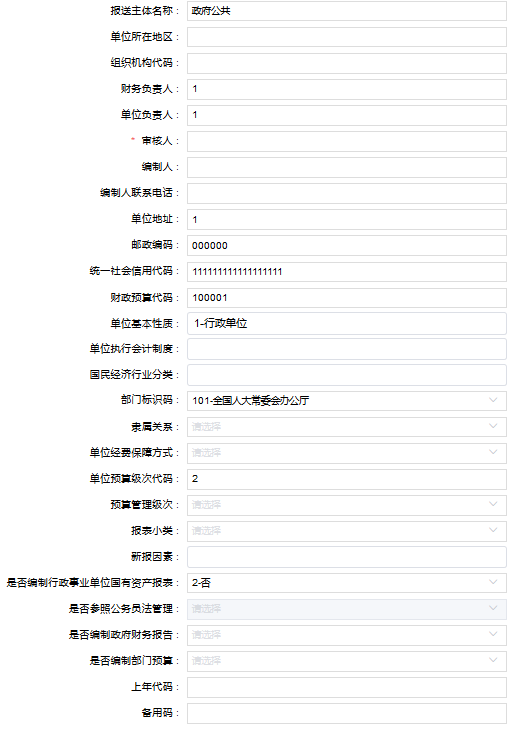 报送主体名称： 政府公共
单位所在地区：
组织机构代码：
财务负责人： 1
单位负责人： 1
* 审核人：
编制人：
编制人联系电话：
单位地址： 1
邮政编码： 000000
统一社会信用代码： 111111111111111111
财政预算代码： 100001
单位基本性质： 1-行政单位
单位执行会计制度：
国民经济行业分类：
部门标识码： 101-全国人大常委会办公厅
隶属关系： 请选择
单位经费保障方式： 请选择
单位预算级次代码： 2
预算管理级次： 请选择
报表小类： 请选择
新报因素：
是否编制行政事业单位国有资产报表： 2-否
是否参照公务员法管理： 请选择
是否编制政府财务报告： 请选择
是否编制部门预算： 请选择
上年代码：
备用码：